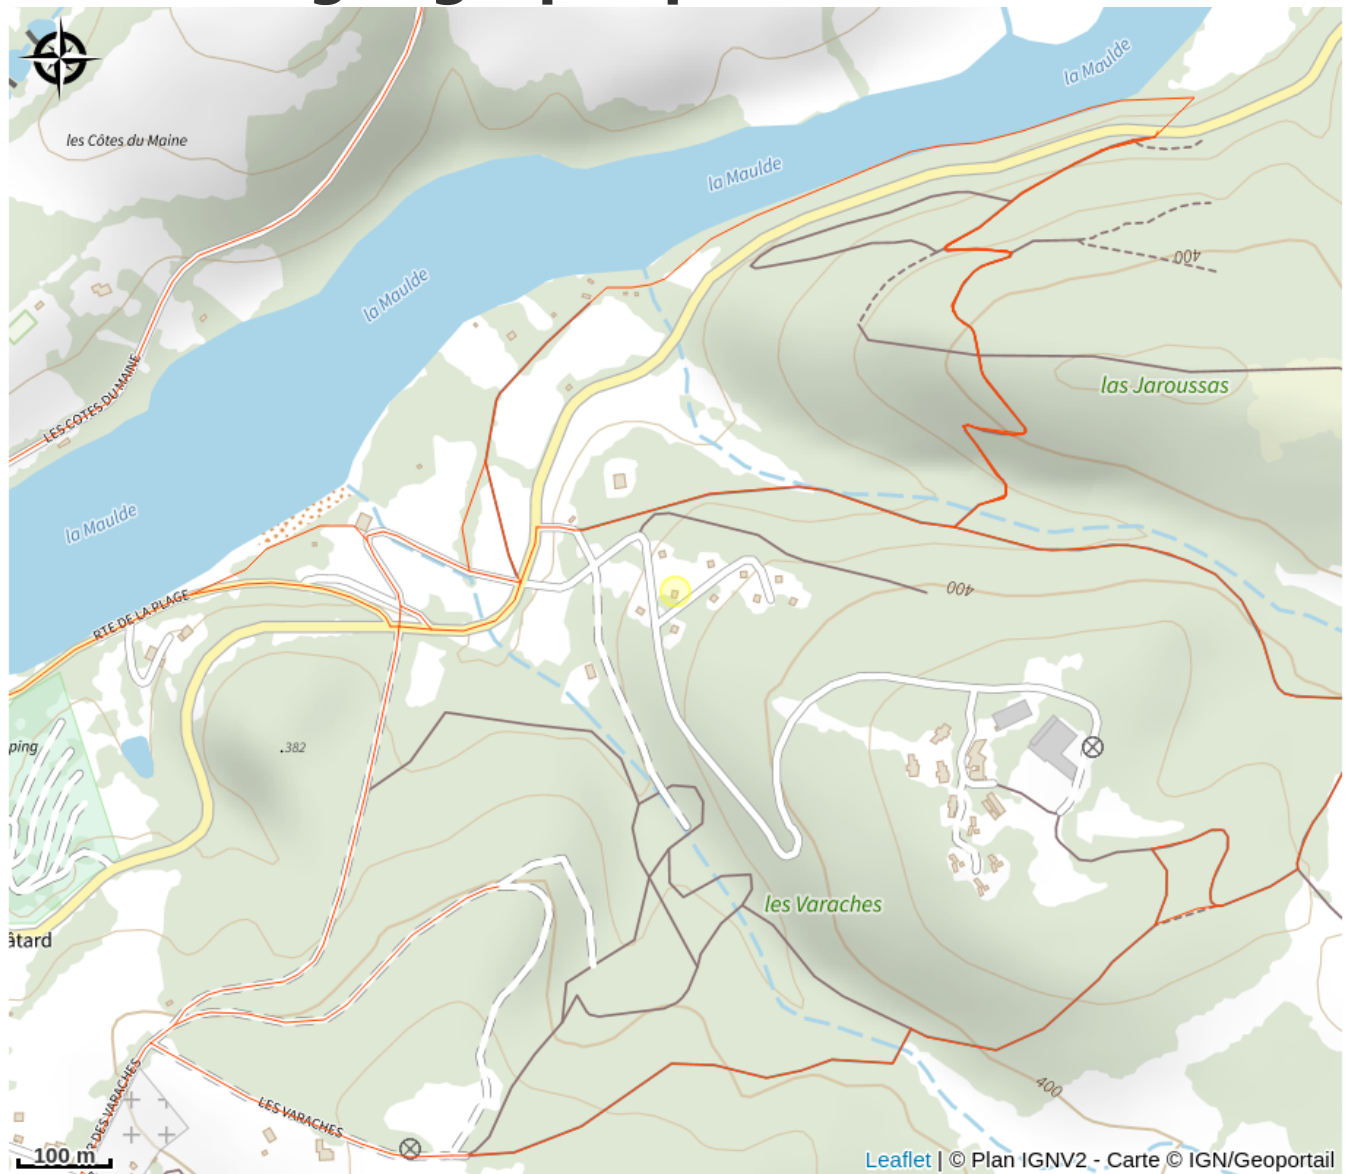 la Maulde
les Côtes du Maine
la Maulde
400
la Maulde
las Jaroussas
LES COTES DU MAINE
la Maulde
400
RTE DE LA PLAGE
ping
.382
les Varaches
âtard
400
R DES VARACHES
LES VARACHES
100 m
Leaflet | © Plan IGNV2 - Carte © IGN/Geoportail